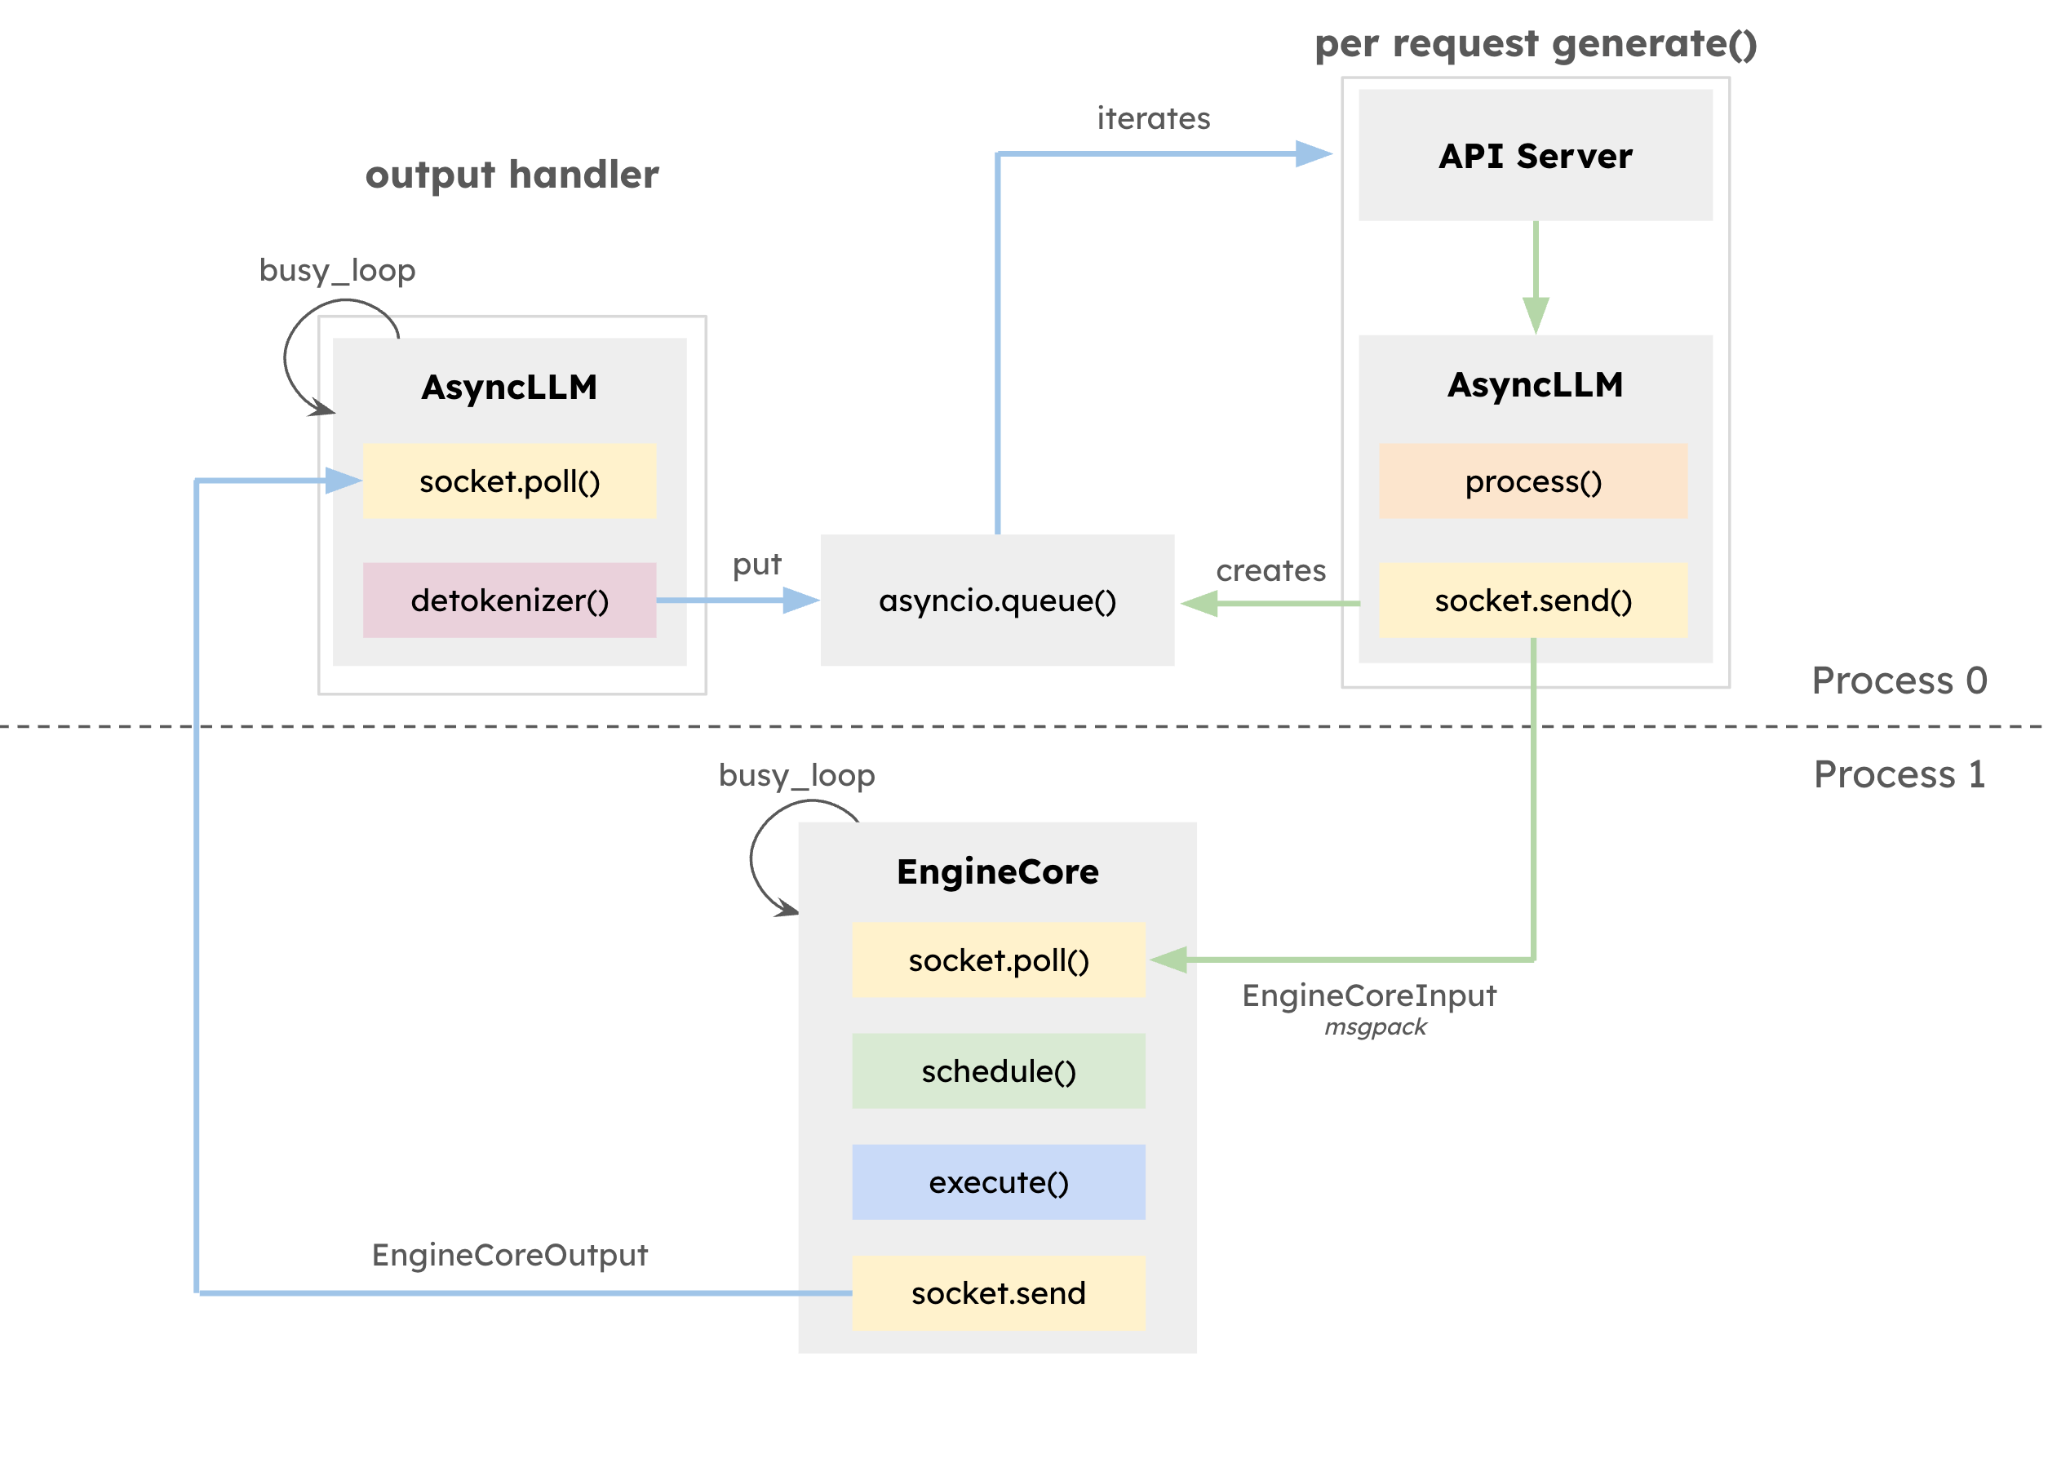 per request generate()
iterates
API Server
output handler
busy_loop
AsyncLLM
socket.poll()
detokenizer()
put
asyncio.queue()
creates
AsyncLLM
process()
socket.send()
Process 0
Process 1
busy_loop
EngineCore
socket.poll()
EngineCoreInput
msgpack
schedule()
execute()
EngineCoreOutput
socket.send